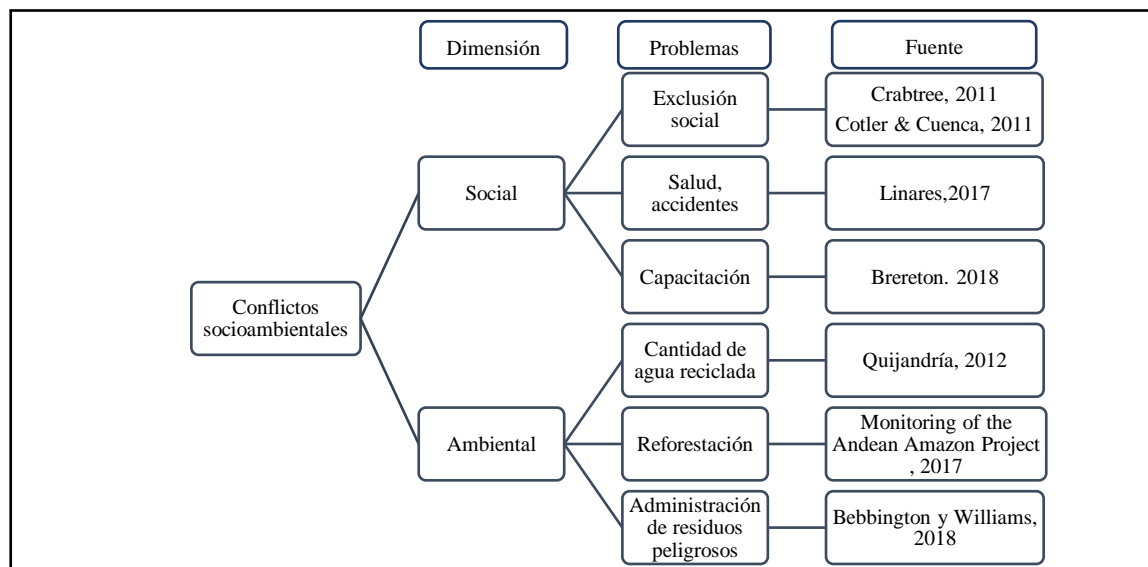 Dimensión
Problemas
Fuente
Conflictos
socioambientales
Social
Exclusión
social
Crabtree, 2011
Cotler & Cuenca, 2011
Salud,
accidentes
Linares,2017
Capacitación
Brereton. 2018
Ambiental
Cantidad de
agua reciclada
Quijandría, 2012
Reforestación
Monitoring of the
Andean Amazon Project
, 2017
Administración
de residuos
peligrosos
Bebbington y Williams,
2018